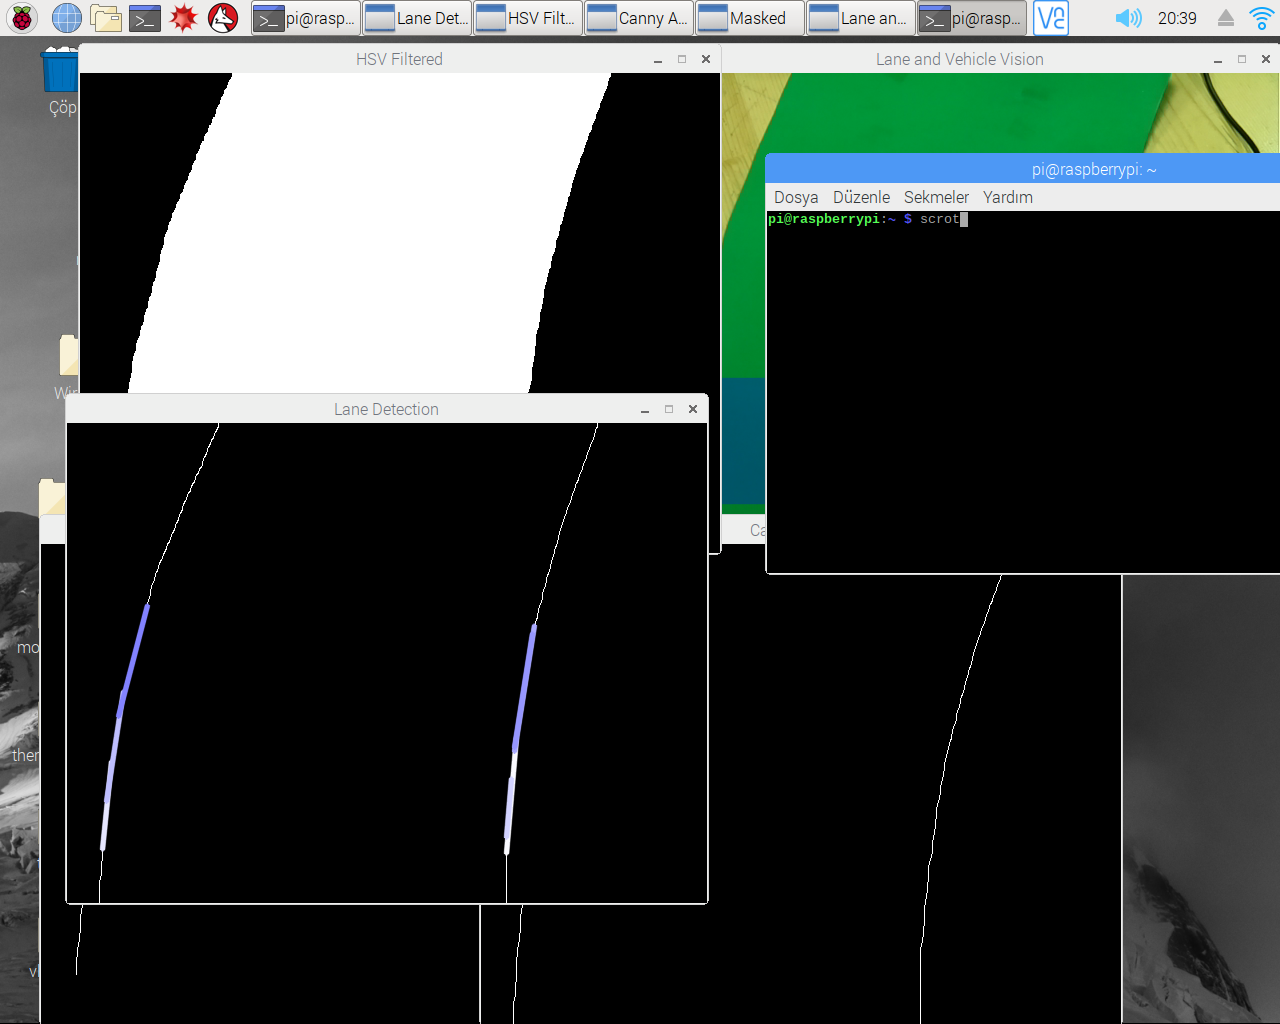 pi@rasp...
Lane Det...
HSV Filt...
Canny A...
Masked
Lane an...
pi@rasp...
20:39
HSV Filtered
Lane and Vehicle Vision
Çöp
pi@raspberrypi: ~
Dosya Düzenle Sekmeler Yardım
pi@raspberrypi:~ $ scrot
Lane Detection
Ca
mo
ther